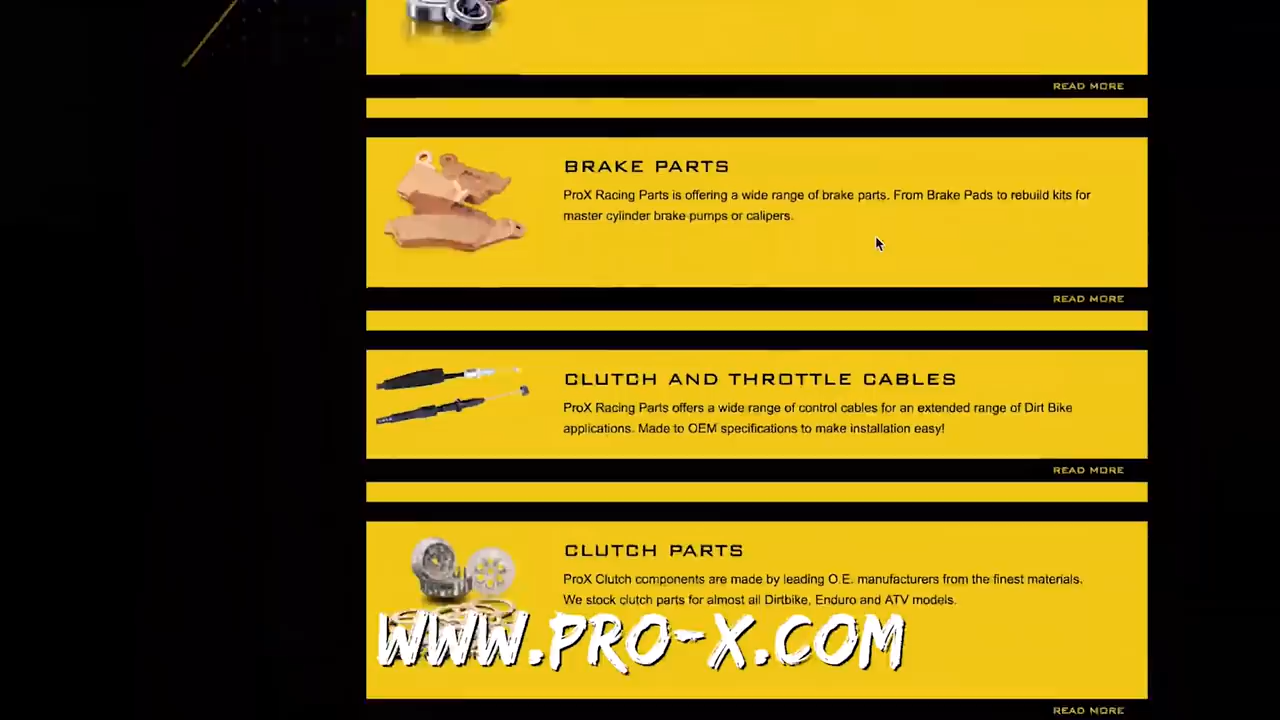 READ MORE
BRAKE PARTS
ProX Racing Parts is offering a wide range of brake parts. From Brake Pads to rebuild kits for
master cylinder brake pumps or calipers.
READ MORE
CLUTCH AND THROTTLE CABLES
ProX Racing Parts offers a wide range of control cables for an extended range of Dirt Bike
applications. Made to OEM specifications to make installation easy!
READ MORE
CLUTCH PARTS
ProX Clutch components are made by leading O.E. manufacturers from the finest materials.
We stock clutch parts for almost all Dirtbike, Enduro and ATV models.
WWW.PRO-X.COM
READ MORE